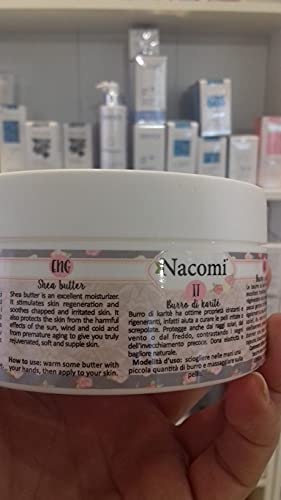 ENG
Shea butter
Shea butter is an excellent moisturizer.
It stimulates skin regeneration and
soothes chapped and irritated skin. It
also protects the skin from the harmful
effects of the sun, wind and cold and
from premature aging to give you truly
rejuvenated, soft and supple skin.
How to use: warm some butter with
your hands, then apply to your skin.
Nacomi
IT
Burro di karité
Burro di karité ha ottime proprietà idratanti e
rigeneranti, infatti aiuta a curare le pelli irritate e
screpolate. Protegge anche dai raggi solari, dal
vento o dal freddo, contrastando i
dell'invecchiamento precoce. Dona alla
bagliore naturale.
Modalità d'uso: sciogliere nelle mani una
piccola quantità di burro e massaggiare sulla
pelle.